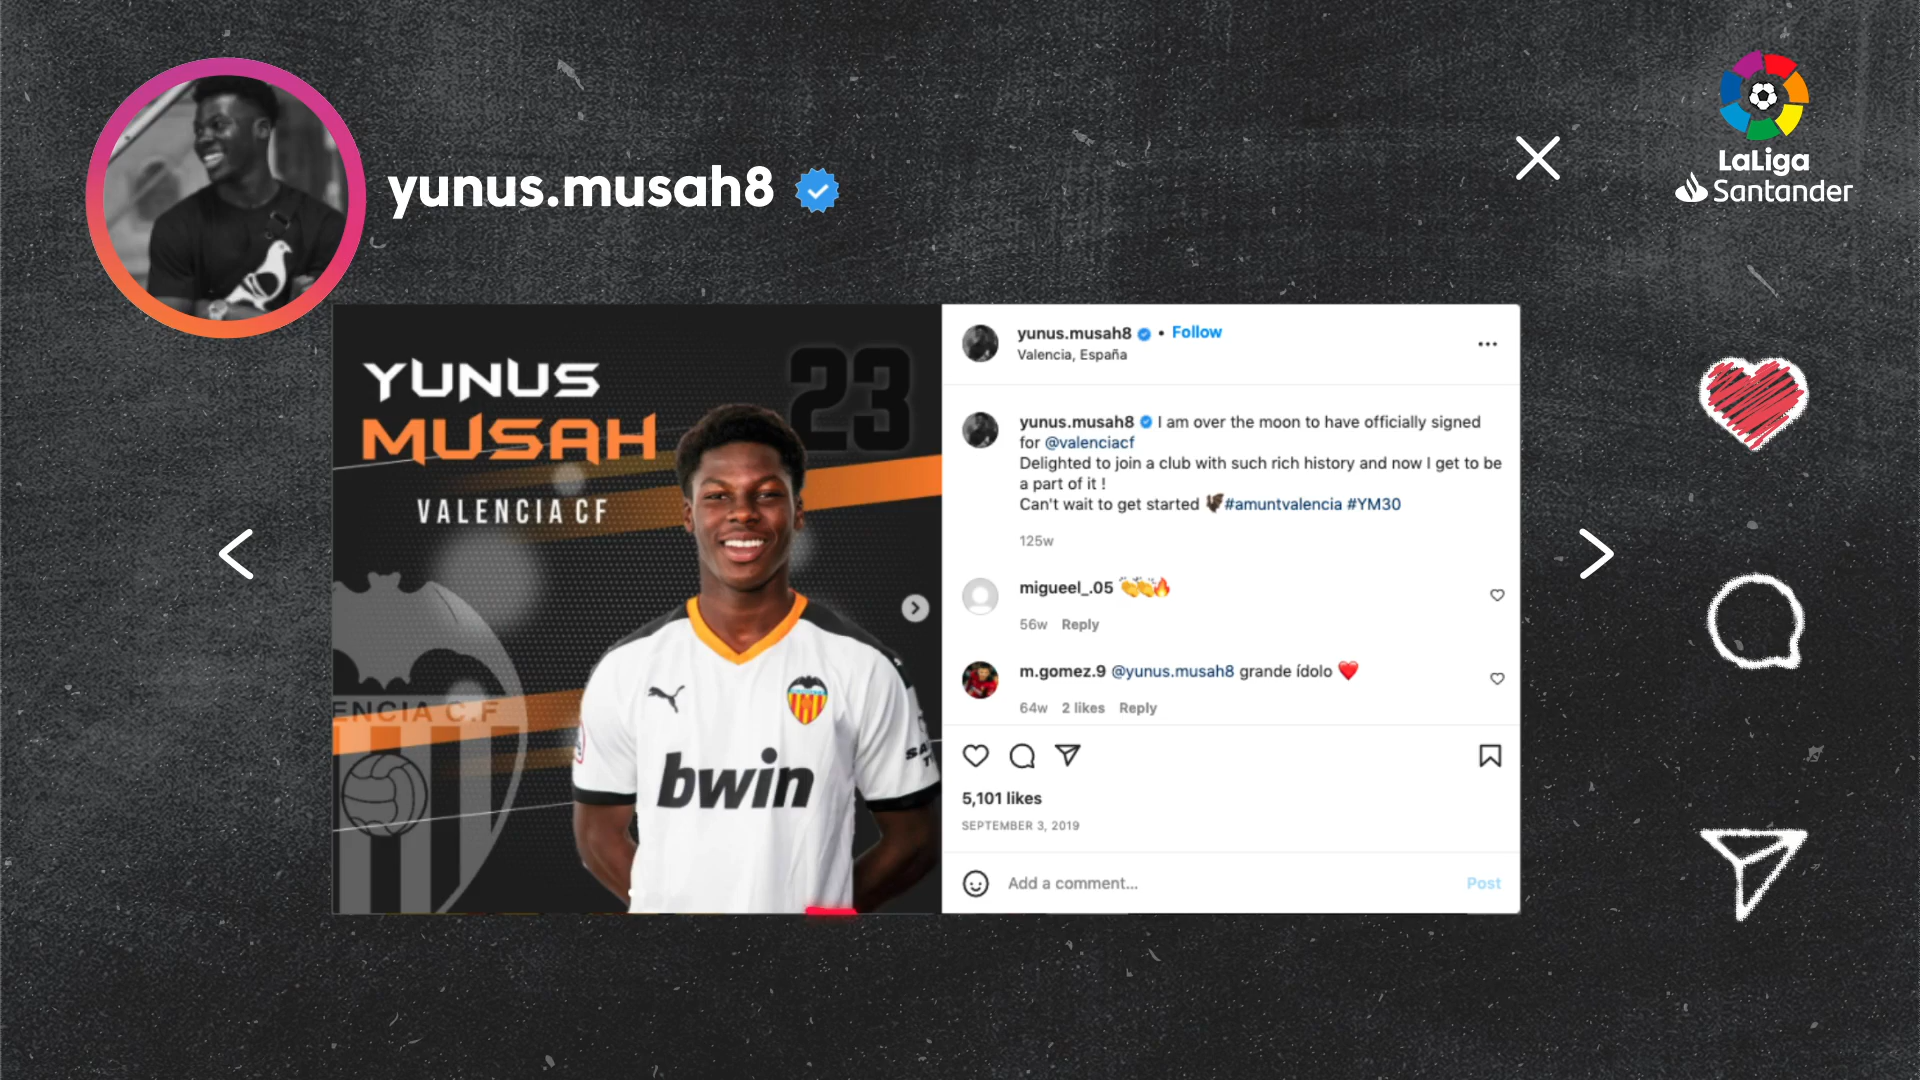 yunus.musah8
LaLiga
Santander
YUNUS
MUSAH
23
VALENCIA CF
ENCIA C.F
bwin
yunus.musah8 • Follow
Valencia, España
yunus.musah8 I am over the moon to have officially signed
for @valenciacf
Delighted to join a club with such rich history and now I get to be
a part of it !
Can't wait to get started 🦇#amuntvalencia #YM30
125w
migueel_.05 👏👏🔥
56w Reply
m.gomez.9 @yunus.musah8 grande ídolo ❤️
64w 2 likes Reply
5,101 likes
SEPTEMBER 3, 2019
Add a comment...
Post